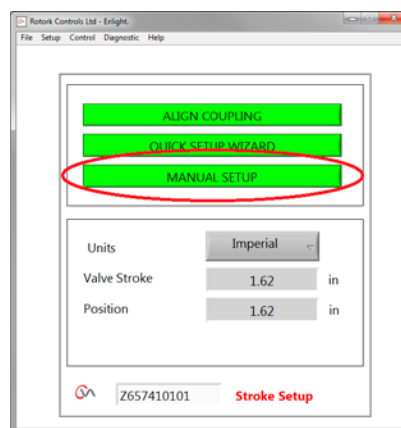 Rotork Controls Ltd - Enlight.
File Setup Control Diagnostic Help
ALIGN COUPLING
QUICK SETUP WIZARD
MANUAL SETUP
Units Imperial
Valve Stroke 1.62 in
Position 1.62 in
Z657410101 Stroke Setup